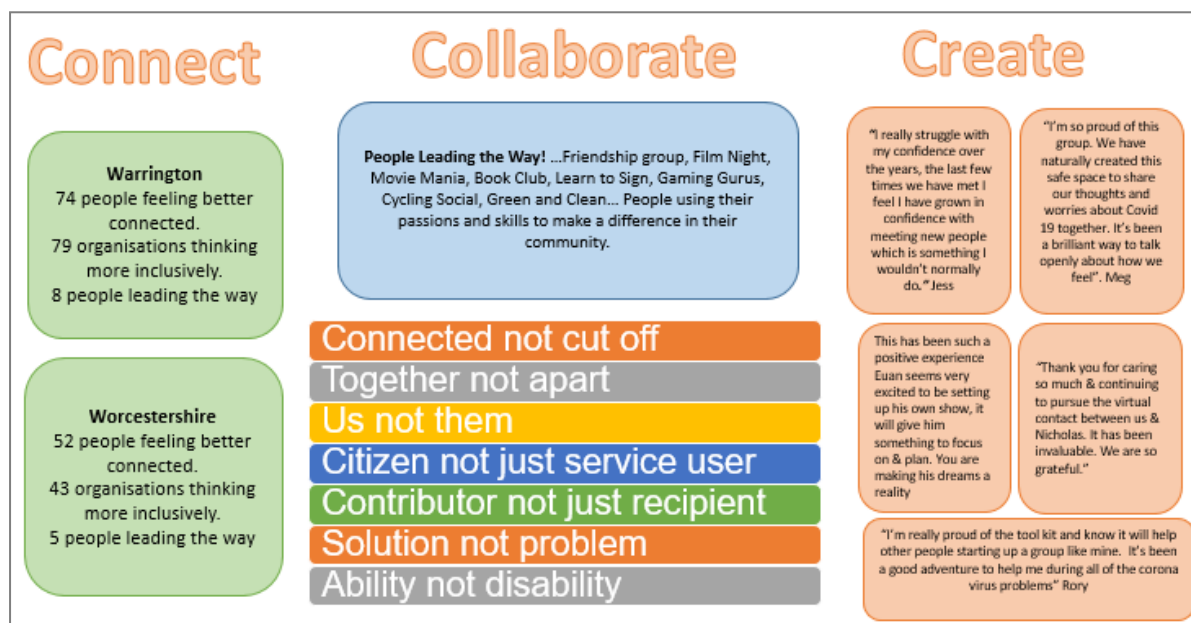 Connect
Warrington
74 people feeling better
connected.
79 organisations thinking
more inclusively.
8 people leading the way
Worcestershire
52 people feeling better
connected.
43 organisations thinking
more inclusively.
5 people leading the way
Collaborate
People Leading the Way! ...Friendship group, Film Night,
Movie Mania, Book Club, Learn to Sign, Gaming Gurus,
Cycling Social, Green and Clean... People using their
passions and skills to make a difference in their
community.
Connected not cut off
Together not apart
Us not them
Citizen not just service user
Contributor not just recipient
Solution not problem
Ability not disability
Create
"I really struggle with
my confidence over
the years, the last few
times we have met I
feel I have grown in
confidence with
meeting new people
which is something I
wouldn't normally
do." Jess
"I'm so proud of this
group. We have
naturally created this
safe space to share
our thoughts and
worries about Covid
19 together. It's been
a brilliant way to talk
openly about how we
feel". Meg
This has been such a
positive experience
Euan seems very
excited to be setting
up his own show, it
will give him
something to focus
on & plan. You are
making his dreams a
reality
"Thank you for caring
so much & continuing
to pursue the virtual
contact between us &
Nicholas. It has been
invaluable. We are so
grateful."
"I'm really proud of the tool kit and know it will help
other people starting up a group like mine.  It's been
a good adventure to help me during all of the corona
virus problems" Rory